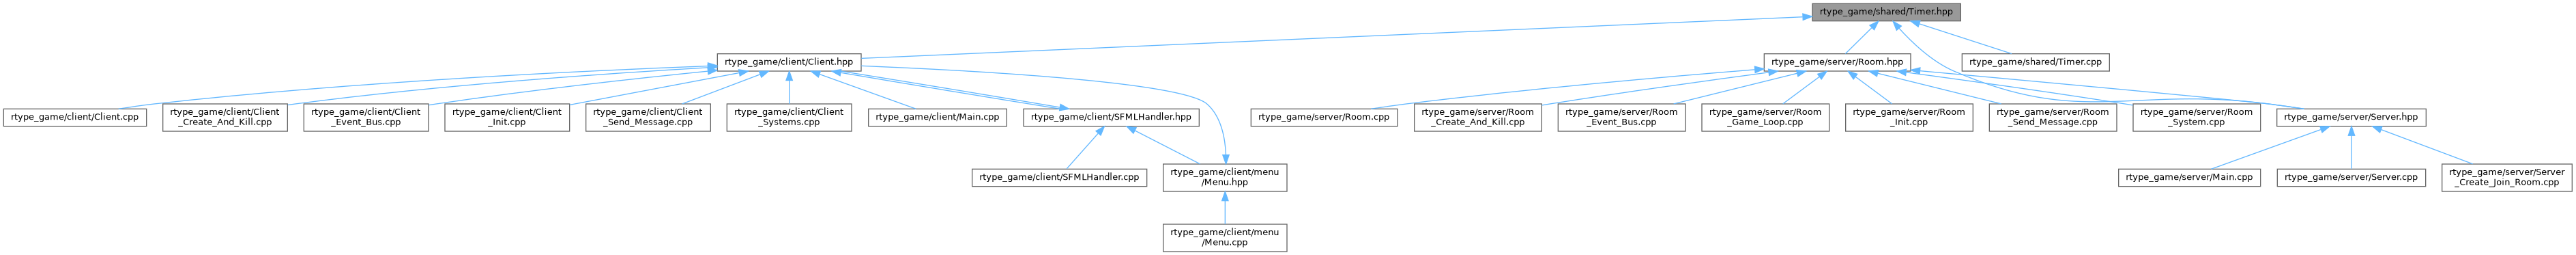 rtype_game/shared/Timer.hpp
rtype_game/client/Client.hpp
rtype_game/server/Room.hpp
rtype_game/shared/Timer.cpp
rtype_game/client/Client.cpp
rtype_game/client/Client
_Create_And_Kill.cpp
rtype_game/client/Client
_Event_Bus.cpp
rtype_game/client/Client
_Init.cpp
rtype_game/client/Client
_Send_Message.cpp
rtype_game/client/Client
_Systems.cpp
rtype_game/client/Main.cpp
rtype_game/client/SFMLHandler.hpp
rtype_game/server/Room.cpp
rtype_game/server/Room
_Create_And_Kill.cpp
rtype_game/server/Room
_Event_Bus.cpp
rtype_game/server/Room
_Game_Loop.cpp
rtype_game/server/Room
_Init.cpp
rtype_game/server/Room
_Send_Message.cpp
rtype_game/server/Room
_System.cpp
rtype_game/server/Server.hpp
rtype_game/client/SFMLHandler.cpp
rtype_game/client/menu
/Menu.hpp
rtype_game/server/Main.cpp
rtype_game/server/Server.cpp
rtype_game/server/Server
_Create_Join_Room.cpp
rtype_game/client/menu
/Menu.cpp